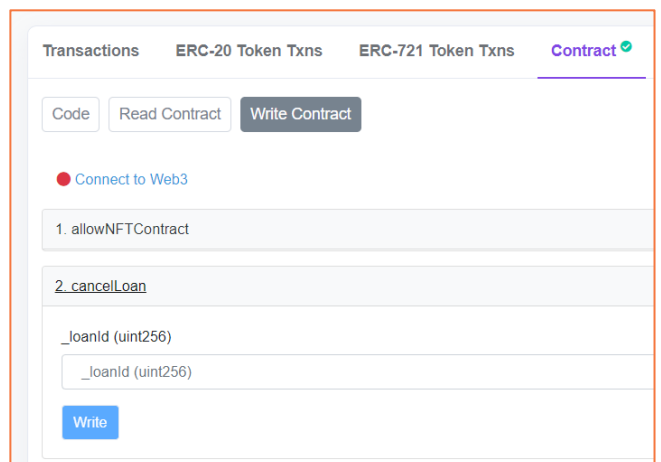 Transactions ERC-20 Token Txns ERC-721 Token Txns Contract
Code Read Contract Write Contract
Connect to Web3
1. allowNFTContract
2. cancelLoan
_loanId (uint256)
_loanId (uint256)
Write